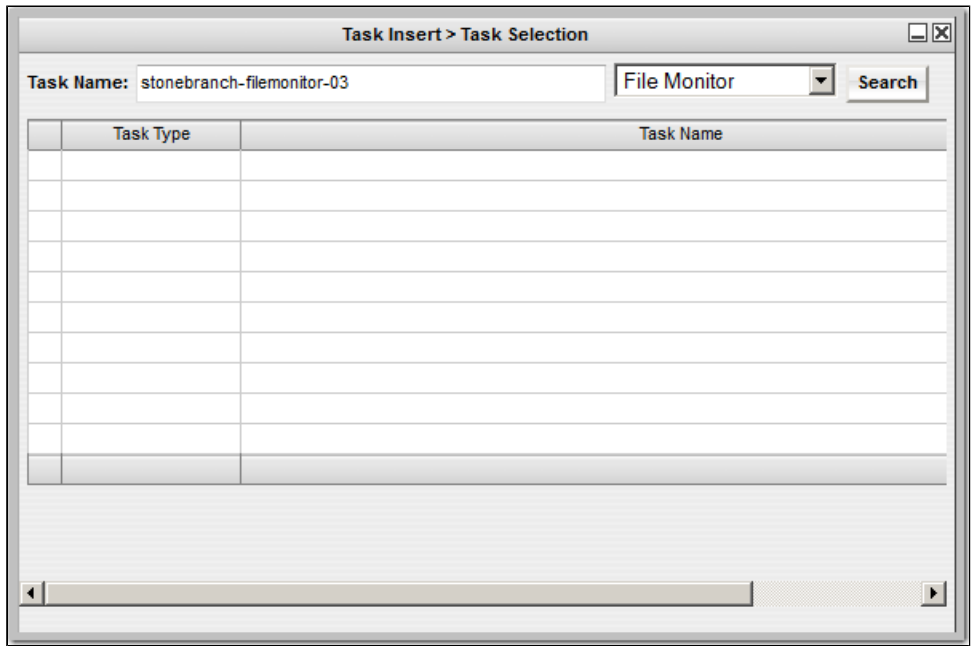 Task Insert > Task Selection
Task Name: stonebranch-filemonitor-03 File Monitor Search
Task Type Task Name